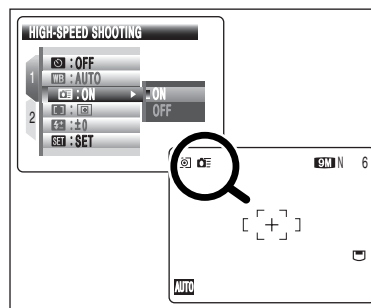 HIGH-SPEED SHOOTING
1
2
: OFF
WB : AUTO
: ON
ON
OFF
:
: ±0
SET : SET
9M N 6
AUTO